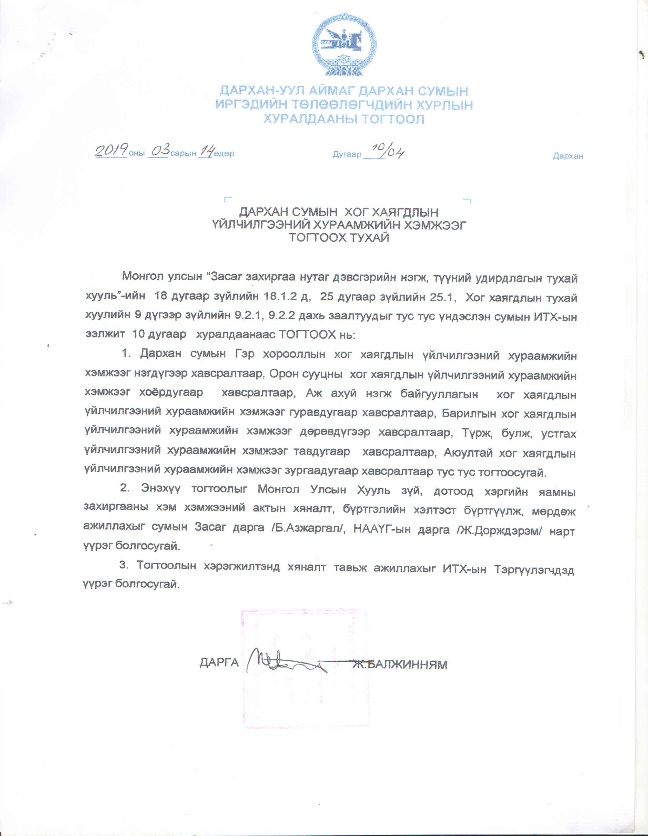 ДАРХАН-УУЛ АЙМАГ ДАРХАН СУМЫН
ИРГЭДИЙН ТӨЛӨӨЛӨГЧДИЙН ХУРЛЫН
ХУРАЛДААНЫ ТОГТООЛ
2019 оны 03 сарын 14 өдөр Дугаар 10/04 Дархан
ДАРХАН СУМЫН ХОГ ХАЯГДЛЫН
ҮЙЛЧИЛГЭЭНИЙ ХУРААМЖИЙН ХЭМЖЭЭГ
ТОГТООХ ТУХАЙ
Монгол улсын "Засаг захиргаа нутаг дэвсгэрийн нэгж, түүний удирдлагын тухай
хууль"-ийн 18 дугаар зүйлийн 18.1.2 д, 25 дугаар зүйлийн 25.1, Хог хаягдлын тухай
хуулийн 9 дүгээр зүйлийн 9.2.1, 9.2.2 дахь заалтуудыг тус тус үндэслэн сумын ИТХ-ын
ээлжит 10 дугаар хуралдаанаас ТОГТООХ нь:
1. Дархан сумын Гэр хорооллын хог хаягдлын үйлчилгээний хураамжийн
хэмжээг нэгдүгээр хавсралтаар, Орон сууцны хог хаягдлын үйлчилгээний хураамжийн
хэмжээг хоёрдугаар хавсралтаар, Аж ахуй нэгж байгууллагын хог хаягдлын
үйлчилгээний хураамжийн хэмжээг гуравдугаар хавсралтаар, Барилгын хог хаягдлын
үйлчилгээний хураамжийн хэмжээг дөрөвдүгээр хавсралтаар, Түрж, булж, устгах
үйлчилгээний хураамжийн хэмжээг тавдугаар хавсралтаар, Аюултай хог хаягдлын
үйлчилгээний хураамжийн хэмжээг зургаадугаар хавсралтаар тус тус тогтоосугай.
2. Энэхүү тогтоолыг Монгол Улсын Хууль зүй, дотоод хэргийн яамны
захиргааны хэм хэмжээний актын хяналт, бүртгэлийн хэлтэст бүртгүүлж, мөрдөж
ажиллахыг сумын Засаг дарга /Б.Азжаргал/, НААҮГ-ын дарга /Ж.Дорждэрэм/ нарт
үүрэг болгосугай.
3. Тогтоолын хэрэгжилтэнд хяналт тавьж ажиллахыг ИТХ-ын Тэргүүлэгчдэд
үүрэг болгосугай.
ДАРГА Ж.БАЛЖИННЯМ